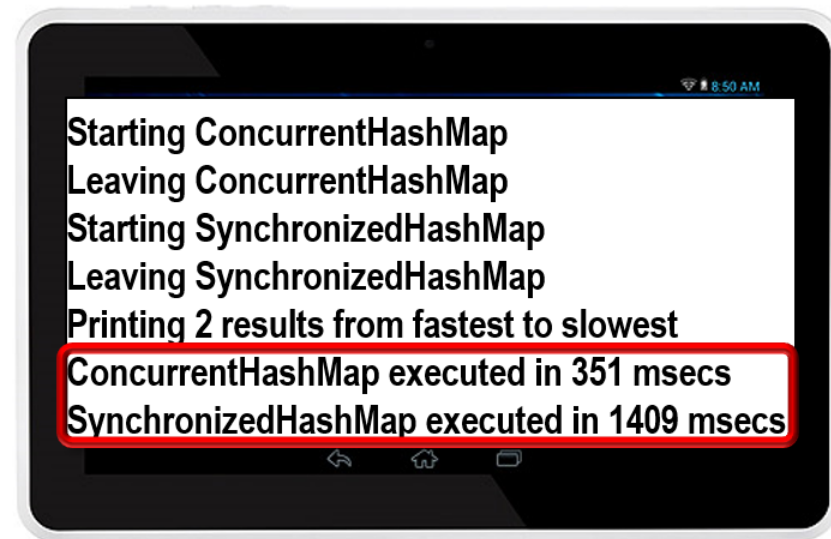 8:50 AM
Starting ConcurrentHashMap
Leaving ConcurrentHashMap
Starting SynchronizedHashMap
Leaving SynchronizedHashMap
Printing 2 results from fastest to slowest
ConcurrentHashMap executed in 351 msecs
SynchronizedHashMap executed in 1409 msecs